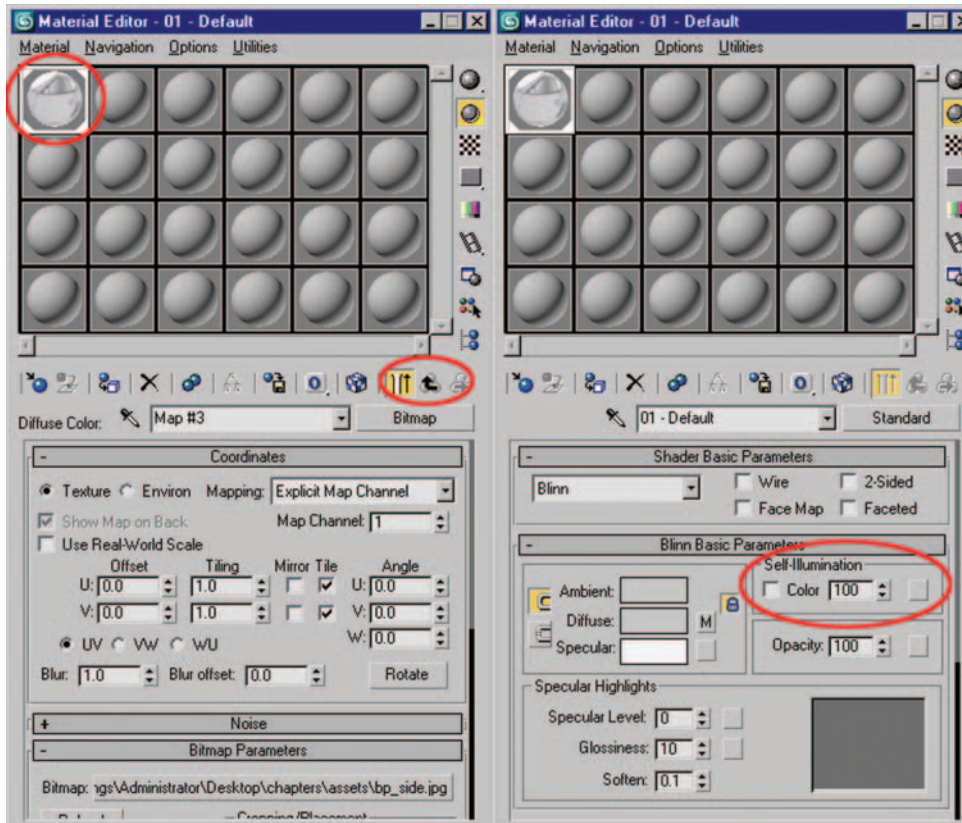 Material Editor - 01 - Default
Material Navigation Options Utilities
Diffuse Color: Map #3 Bitmap
- Coordinates
Texture Environ Mapping: Explicit Map Channel
Show Map on Back Map Channel: 1
Use Real-World Scale
Offset Tiling Mirror Tile Angle
U: 0.0 1.0 U: 0.0
V: 0.0 1.0 V: 0.0
W: 0.0
UV VW WU
Blur: 1.0 Blur offset: 0.0 Rotate
+ Noise
- Bitmap Parameters
Bitmap: ngs\Administrator\Desktop\chapters\assets\bp_side.jpg
Cropping/Placement
Material Editor - 01 - Default
Material Navigation Options Utilities
01 - Default Standard
- Shader Basic Parameters
Blinn Wire 2-Sided
Face Map Faceted
- Blinn Basic Parameters
Self-Illumination
Ambient: Color 100
Diffuse: M
Specular: Opacity: 100
Specular Highlights
Specular Level: 0
Glossiness: 10
Soften: 0.1